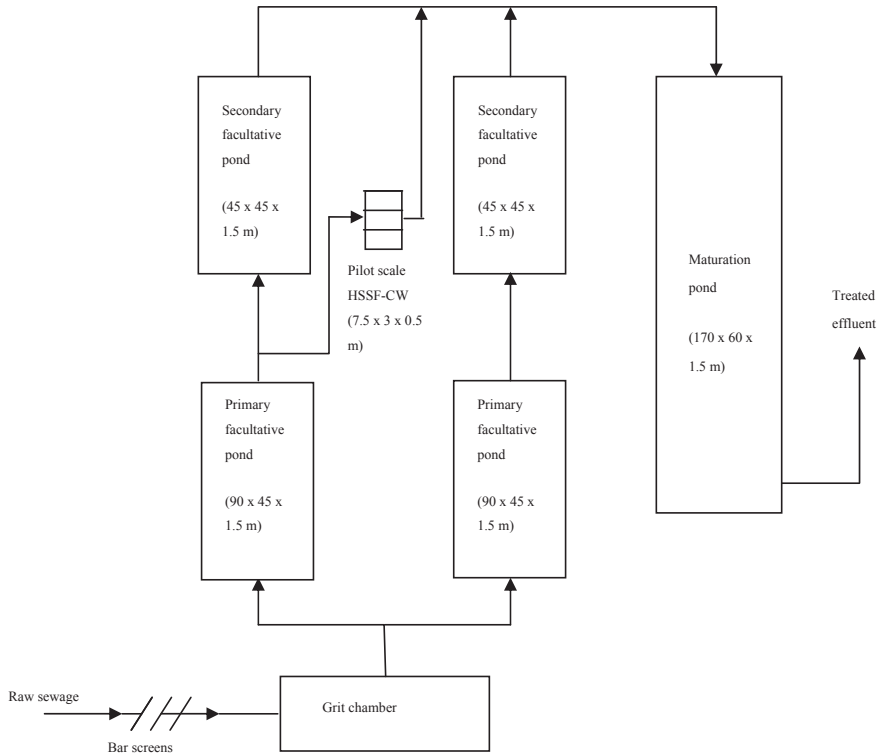 Secondary
facultative
pond
(45 x 45 x
1.5 m)
Pilot scale
HSSF-CW
(7.5 x 3 x 0.5
m)
Secondary
facultative
pond
(45 x 45 x
1.5 m)
Maturation
pond
(170 x 60 x
1.5 m)
Treated
effluent
Primary
facultative
pond
(90 x 45 x
1.5 m)
Primary
facultative
pond
(90 x 45 x
1.5 m)
Raw sewage
Bar screens
Grit chamber